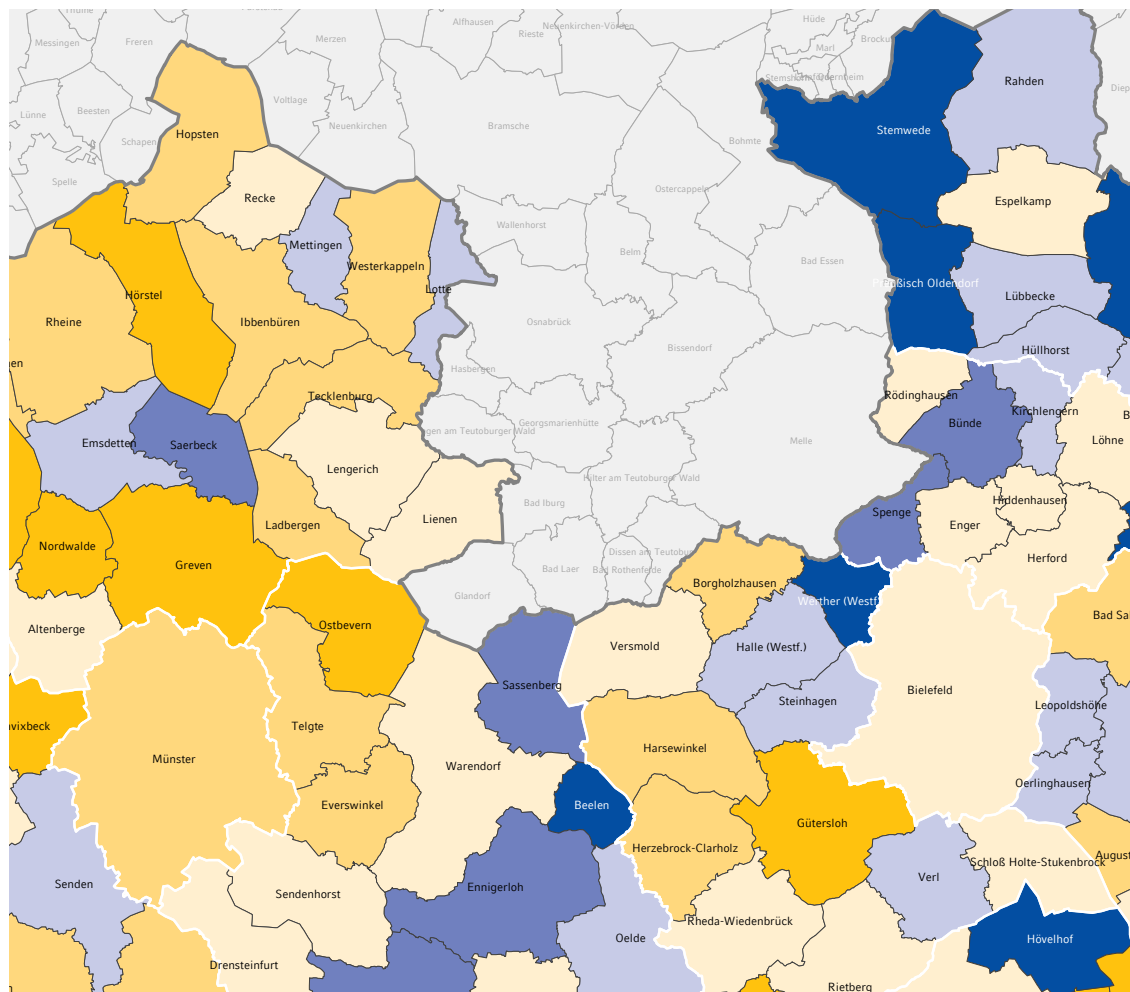 Hüde
Alfhausen
Neuenkirchen-Vörden
Rieste
Messingen
Freren
Merzen
Marl
Brockum
Lünne
Beesten
Voltlage
Rahden
Schapen
Neuenkirchen
Bramsche
Bohmte
Stemwede
Hopsten
Spelle
Ostercappeln
Recke
Espelkamp
Wallenhorst
Mettingen
Belm
Bad Essen
Westerkappeln
Preußisch Oldendorf
Lotte
Hörstel
Lübbecke
Rheine
Ibbenbüren
Osnabrück
Bissendorf
Hüllhorst
Hasbergen
Tecklenburg
Rödinghausen
Kirchlengern
Georgsmarienhütte
Bünde
Emsdetten
Saerbeck
Melle
Löhne
Lengerich
Hilter am Teutoburger Wald
Hiddenhausen
Bad Iburg
Spenge
Lienen
Ladbergen
Enger
Nordwalde
Dissen am Teutobur
Herford
Greven
Bad Laer
Bad Rothenfelde
Borgholzhausen
Glandorf
Werther (Westf.
Bad Sal
Altenberge
Ostbevern
Versmold
Halle (Westf.)
Sassenberg
Bielefeld
Steinhagen
Leopoldshöhe
avixbeck
Telgte
Harsewinkel
Münster
Warendorf
Oerlinghausen
Everswinkel
Beelen
Gütersloh
Herzebrock-Clarholz
August
Schloß Holte-Stukenbrock
Verl
Senden
Ennigerloh
Sendenhorst
Rheda-Wiedenbrück
Oelde
Hövelhof
Drensteinfurt
Rietberg